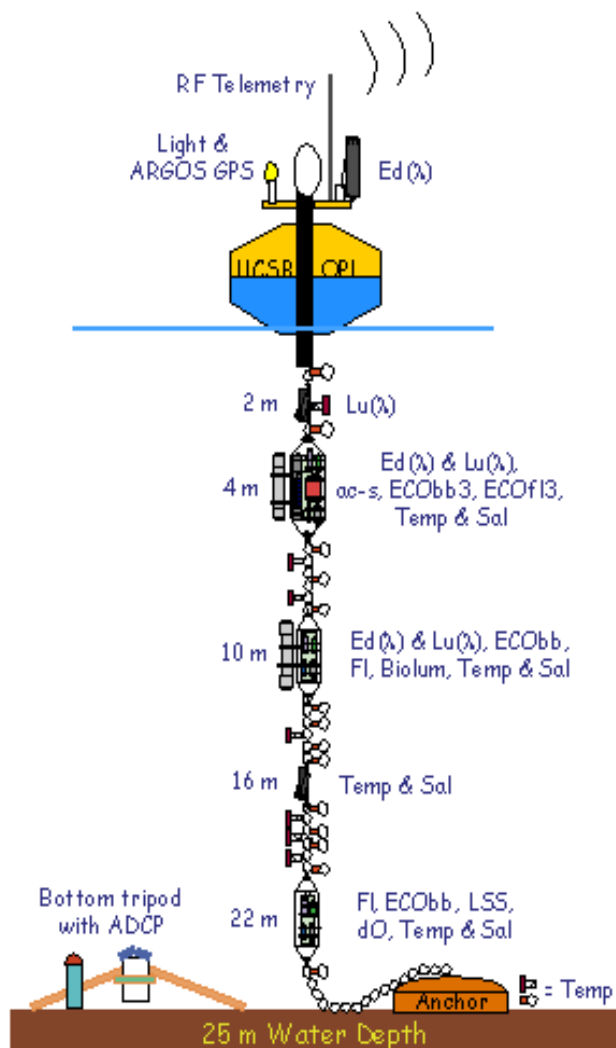 RF Telemetry
Light &
ARGOS GPS
Ed(λ)
UCSB OPL
2 m
Lu(λ)
4 m
Ed(λ) & Lu(λ),
ac-s, ECObb3, ECOfl3,
Temp & Sal
10 m
Ed(λ) & Lu(λ), ECObb,
Fl, Biolum, Temp & Sal
16 m
Temp & Sal
Bottom tripod
with ADCP
22 m
Fl, ECObb, LSS,
dO, Temp & Sal
Anchor
= Temp
25 m Water Depth